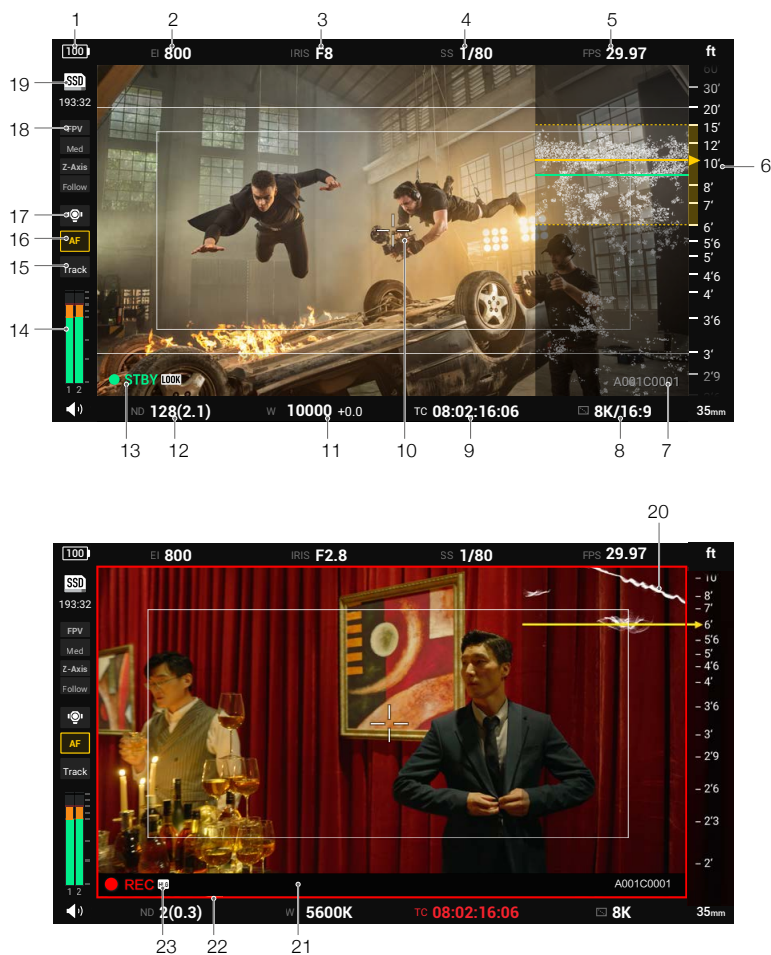 1 2 3 4 5
100 EI 800 IRIS F8 SS 1/80 FPS 29.97 ft
60
19 SSD 30'
193:32 20'
18 FPV 15'
Med 12'
Z-Axis 10' 6
Follow 8'
17 7'
16 AF 6'
5'6
15 Track 5'
4'6
4'
14 3'6
3'
STBY LOOK A001C0001 2'9
1 2
ND 128(2.1) W 10000 +0.0 TC 08:02:16:06 8K/16:9 35mm
13 12 11 10 9 8 7
20
100 EI 800 IRIS F2.8 SS 1/80 FPS 29.97 ft
SSD 10
193:32 8'
7'
FPV 6'
Med 5'6
Z-Axis 5'
4'6
Follow 4'
3'6
AF 3'
Track 2'9
2'6
2'3
2'
REC A001C0001
1 2
ND 2(0.3) W 5600K TC 08:02:16:06 8K 35mm
23 22 21